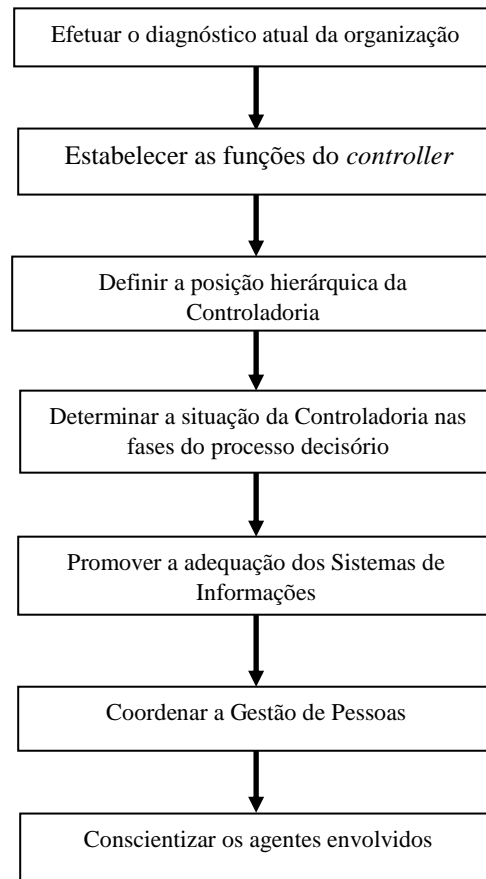 Efetuar o diagnóstico atual da organização
Estabelecer as funções do controller
Definir a posição hierárquica da
Controladoria
Determinar a situação da Controladoria nas
fases do processo decisório
Promover a adequação dos Sistemas de
Informações
Coordenar a Gestão de Pessoas
Conscientizar os agentes envolvidos